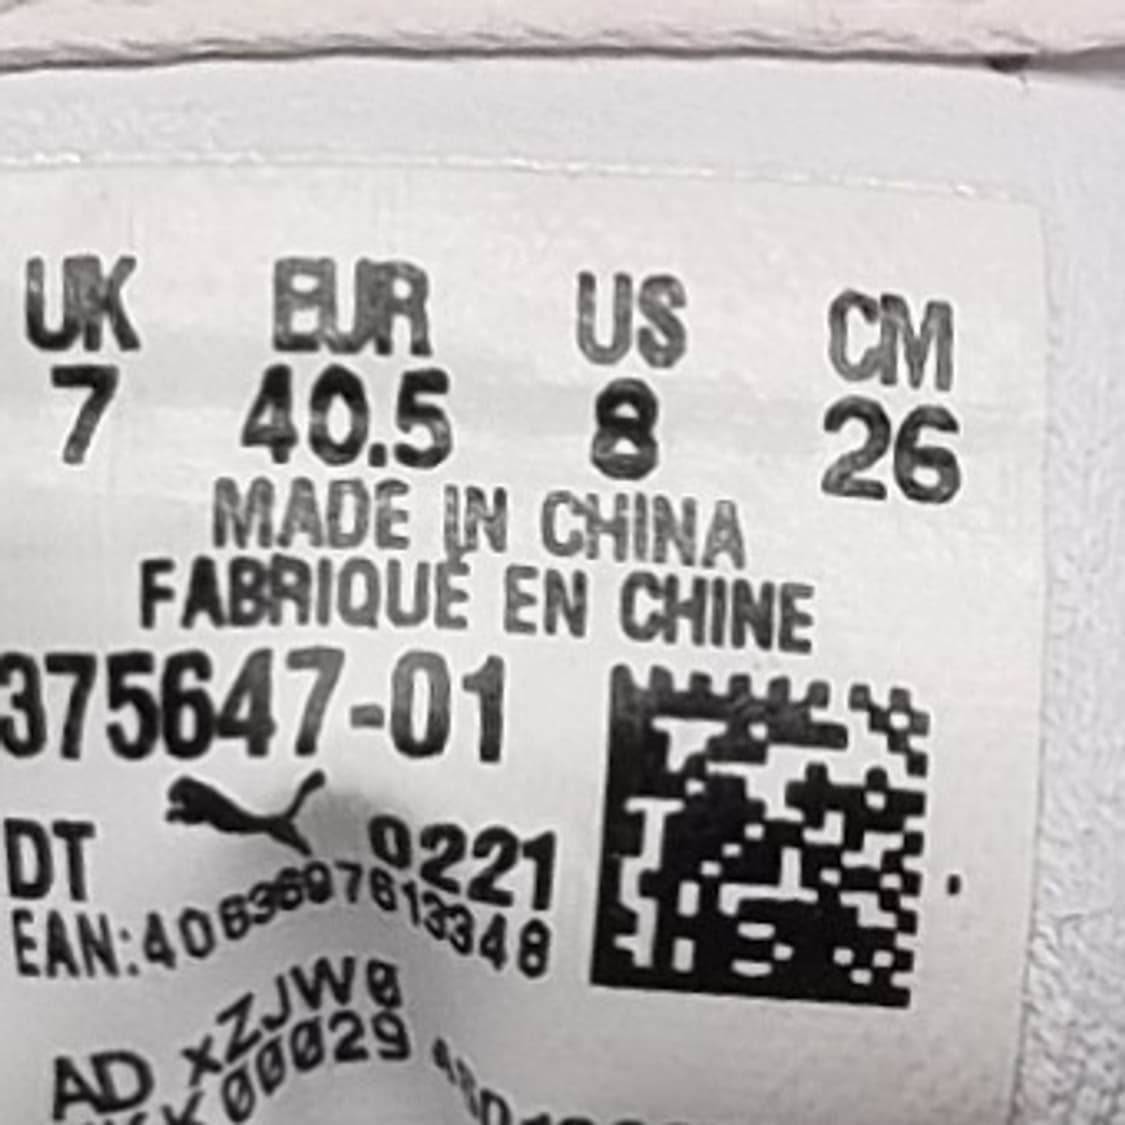 UK EUR US CM
7 40.5 8 26
MADE IN CHINA
FABRIQUÉ EN CHINE
375647-01
DT 0221
EAN:4063697613348
AD xZJW0
00029